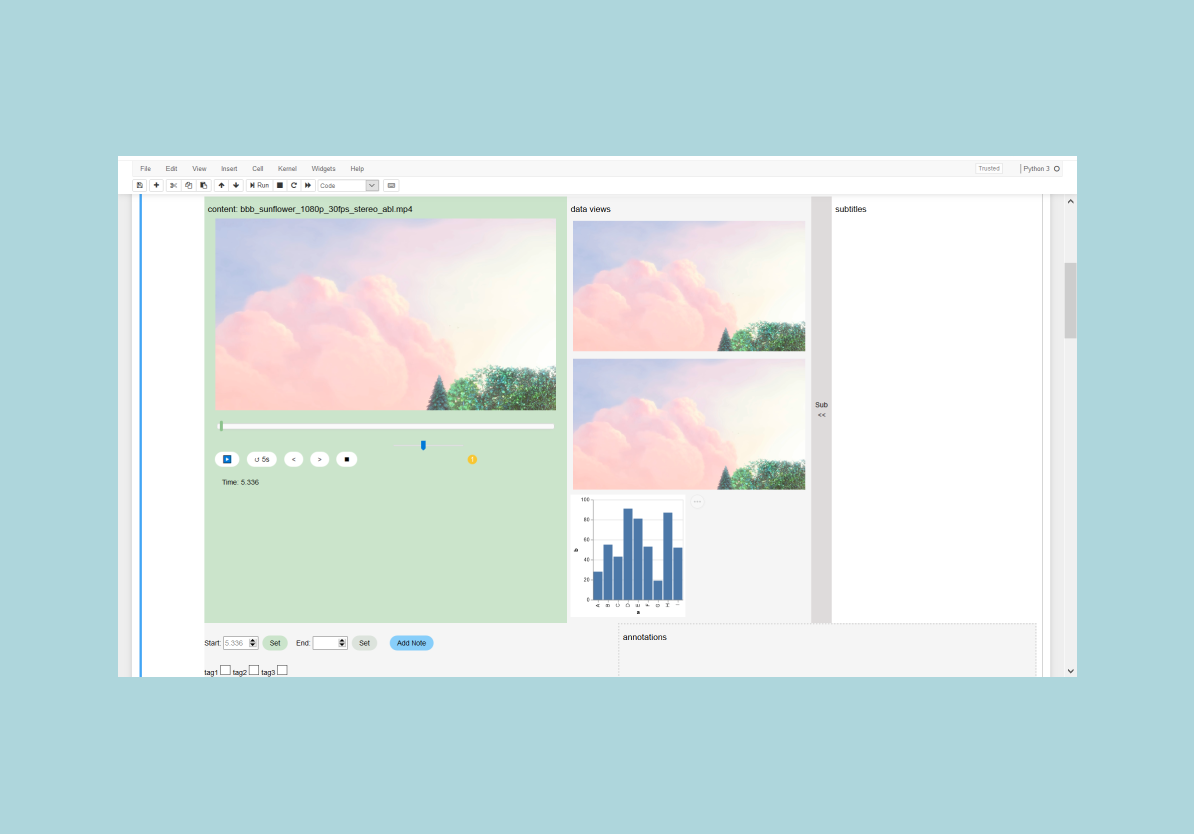 File Edit View Insert Cell Kernel Widgets Help Trusted Python 3
Run Code
content: bbb_sunflower_1080p_30fps_stereo_abl.mp4
data views
subtitles
Sub
<<
↺ 5s < >
Time: 5.336
100
80
60
40
20
0
b
A B C D E F G H I
a
Start: 5.336 Set End: Set Add Note
annotations
tag1 tag2 tag3